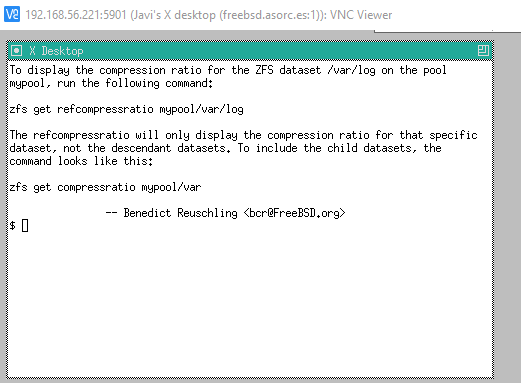 192.168.56.221:5901 (Javi's X desktop (freebsd.asorc.es:1)): VNC Viewer
X Desktop
To display the compression ratio for the ZFS dataset /var/log on the pool
mypool, run the following command:
zfs get refcompressratio mypool/var/log
The refcompressratio will only display the compression ratio for that specific
dataset, not the descendant datasets. To include the child datasets, the
command looks like this:
zfs get compressratio mypool/var
-- Benedict Reuschling <bcr@FreeBSD.org>
$